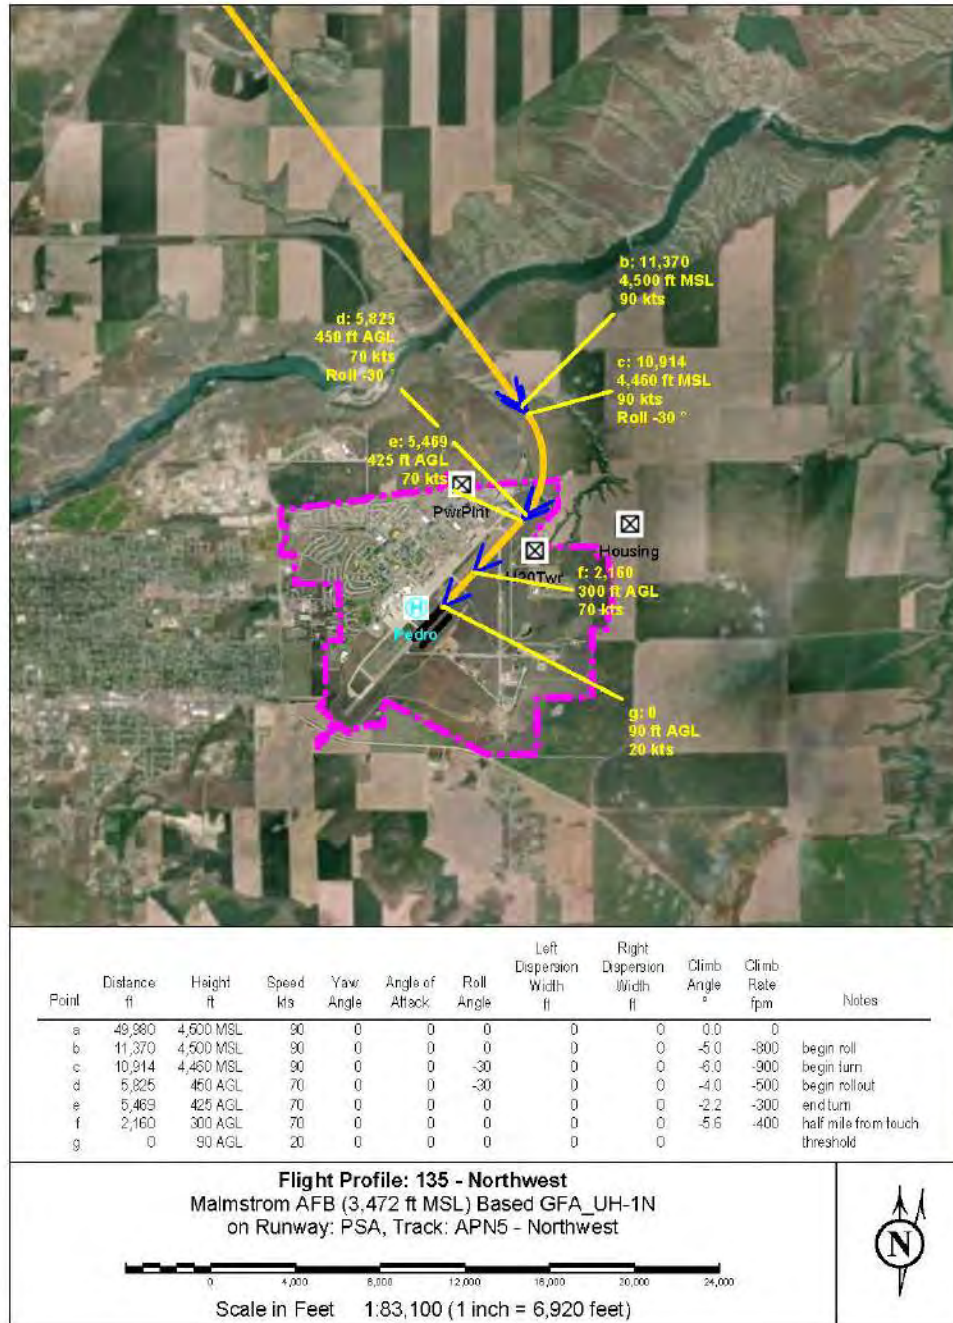 b: 11,370
4,500 ft MSL
90 kts
d: 5,825
450 ft AGL
70 kts
Roll -30 °
c: 10,914
4,460 ft MSL
90 kts
Roll -30 °
e: 5,469
425 ft AGL
70 kts
PwrPlnt
Housing
f: 2,160
300 ft AGL
70 kts
H
Pedro
g: 0
90 ft AGL
20 kts
Point Distance ft Height ft Speed kts Yaw Angle Angle of Attack Roll Angle Left Dispersion Width ft Right Dispersion Width ft Climb Angle ° Climb Rate fpm Notes
a 49,980 4,500 MSL 90 0 0 0 0 0 0.0 0
b 11,370 4,500 MSL 90 0 0 0 0 0 -5.0 -800 begin roll
c 10,914 4,460 MSL 90 0 0 -30 0 0 -6.0 -900 begin turn
d 5,825 450 AGL 70 0 0 -30 0 0 -4.0 -500 begin rollout
e 5,469 425 AGL 70 0 0 0 0 0 -2.2 -300 end turn
f 2,160 300 AGL 70 0 0 0 0 0 -5.6 -400 half mile from touch
g 0 90 AGL 20 0 0 0 0 0 threshold
Flight Profile: 135 - Northwest
Malmstrom AFB (3,472 ft MSL) Based GFA_UH-1N
on Runway: PSA, Track: APN5 - Northwest
0 4,000 8,000 12,000 16,000 20,000 24,000
Scale in Feet 1:83,100 (1 inch = 6,920 feet)
N